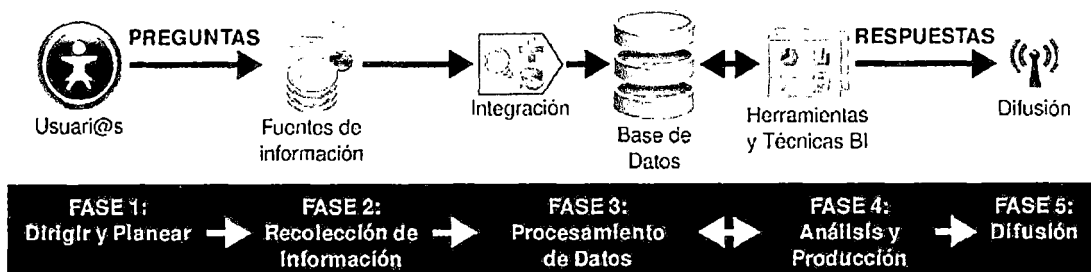 PREGUNTAS
RESPUESTAS
Usuari@s
Fuentes de
información
Integración
Base de
Datos
Herramientas
y Técnicas BI
Difusión
FASE 1:
Dirigir y Planear
FASE 2:
Recolección de
Información
FASE 3:
Procesamiento
de Datos
FASE 4:
Análisis y
Producción
FASE 5:
Difusión